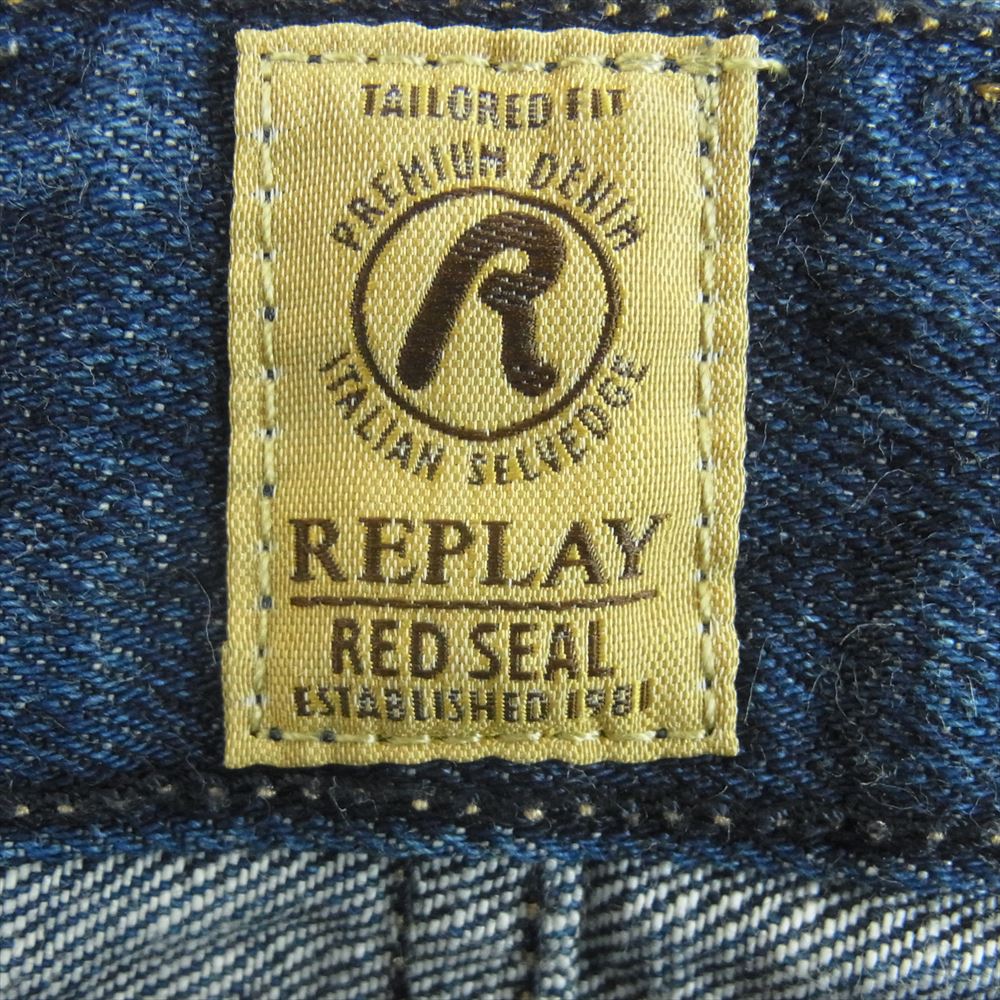 TAILORED FIT
PREMIUM DENIM
R
ITALIAN SELVEDGE
REPLAY
RED SEAL
ESTABLISHED 1981